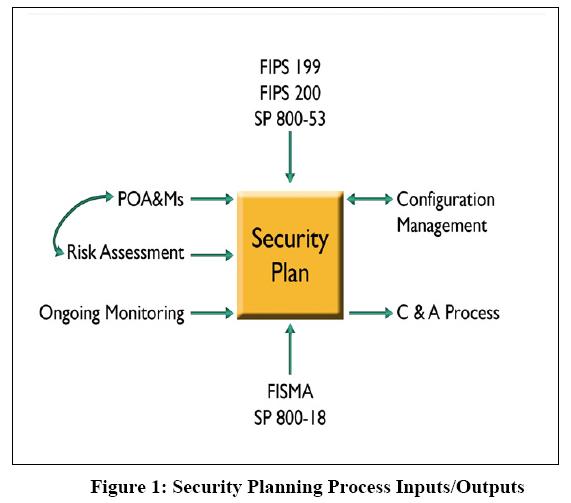 FIPS 199
FIPS 200
SP 800-53
POA&Ms
Configuration
Management
Risk Assessment
Security
Plan
Ongoing Monitoring
C & A Process
FISMA
SP 800-18
Figure 1: Security Planning Process Inputs/Outputs